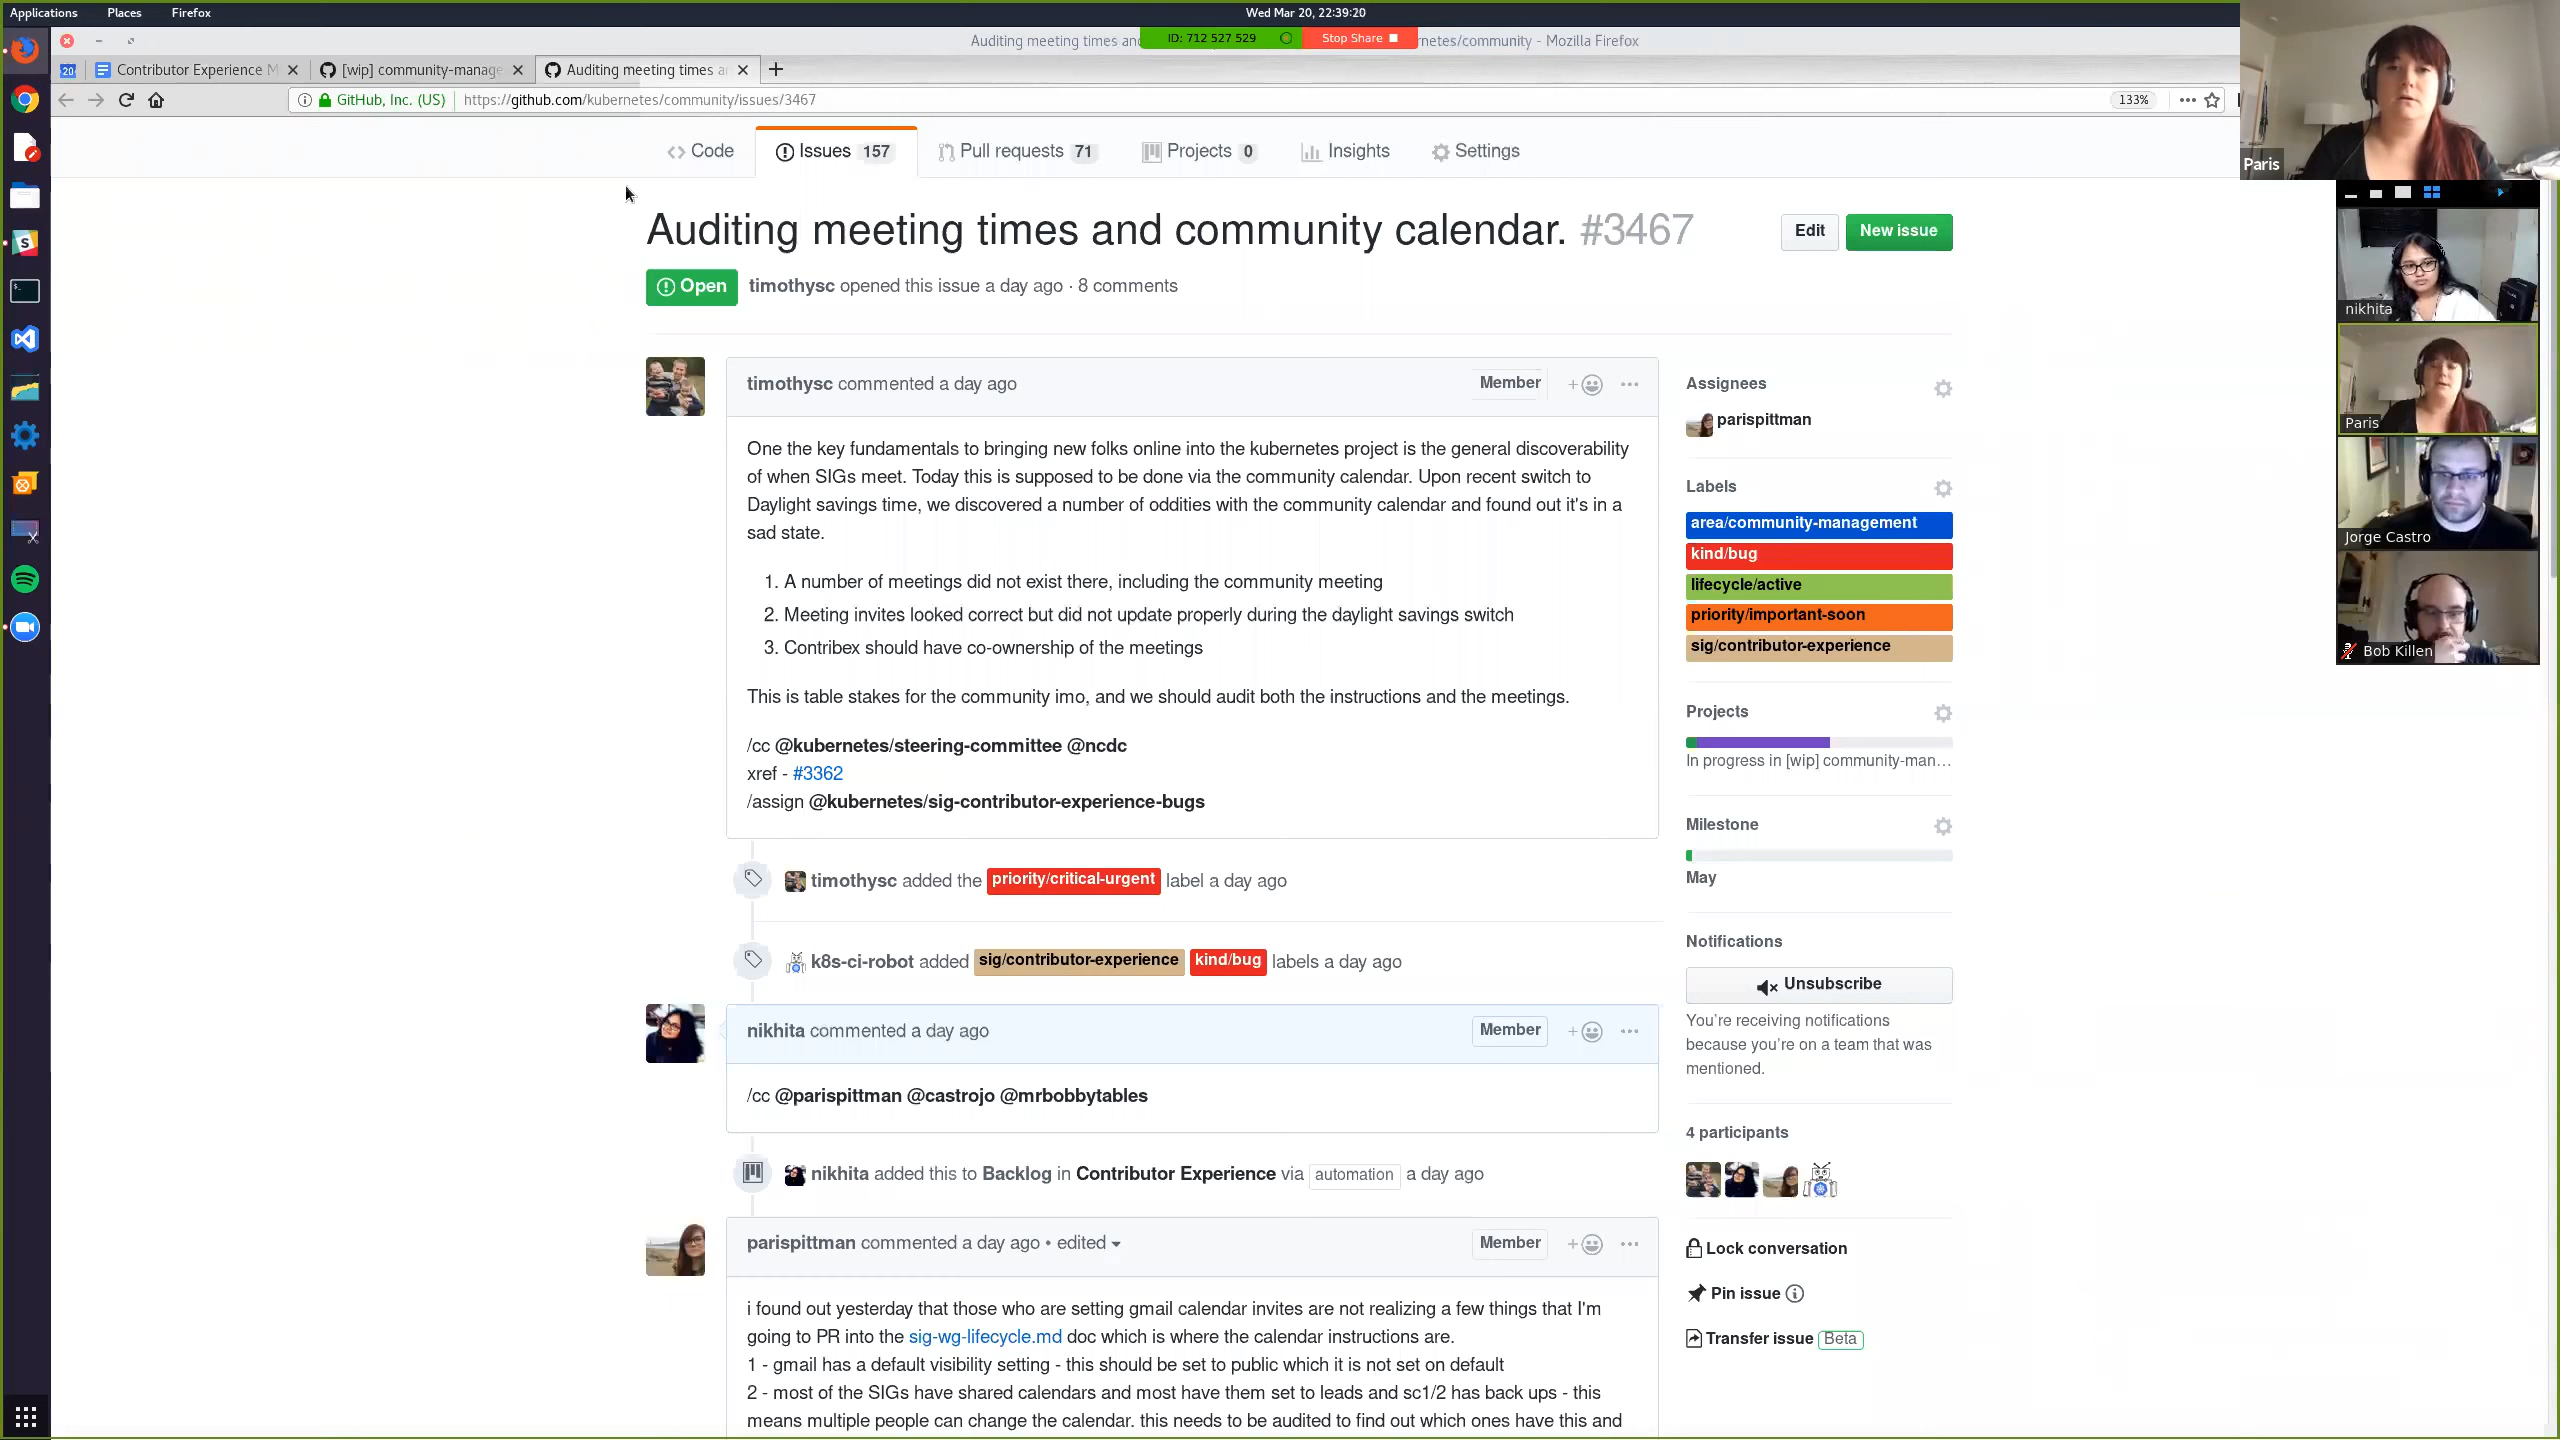 Applications Places Firefox
Wed Mar 20, 22:39:20
Auditing meeting times and
ID: 712 527 529
Stop Share
netes/community - Mozilla Firefox
20
Contributor Experience M
[wip] community-manage
Auditing meeting times a
GitHub, Inc. (US)
https://github.com/kubernetes/community/issues/3467
133%
Code
Issues 157
Pull requests 71
Projects 0
Insights
Settings
Paris
Auditing meeting times and community calendar. #3467
Edit
New issue
Open
timothysc opened this issue a day ago · 8 comments
timothysc commented a day ago
Member
One the key fundamentals to bringing new folks online into the kubernetes project is the general discoverability
of when SIGs meet. Today this is supposed to be done via the community calendar. Upon recent switch to
Daylight savings time, we discovered a number of oddities with the community calendar and found out it's in a
sad state.
1. A number of meetings did not exist there, including the community meeting
2. Meeting invites looked correct but did not update properly during the daylight savings switch
3. Contribex should have co-ownership of the meetings
This is table stakes for the community imo, and we should audit both the instructions and the meetings.
/cc @kubernetes/steering-committee @ncdc
xref - #3362
/assign @kubernetes/sig-contributor-experience-bugs
timothysc added the priority/critical-urgent label a day ago
k8s-ci-robot added sig/contributor-experience kind/bug labels a day ago
nikhita commented a day ago
Member
/cc @parispittman @castrojo @mrbobbytables
nikhita added this to Backlog in Contributor Experience via automation a day ago
parispittman commented a day ago • edited
Member
i found out yesterday that those who are setting gmail calendar invites are not realizing a few things that I'm
going to PR into the sig-wg-lifecycle.md doc which is where the calendar instructions are.
1 - gmail has a default visibility setting - this should be set to public which it is not set on default
2 - most of the SIGs have shared calendars and most have them set to leads and sc1/2 has back ups - this
means multiple people can change the calendar. this needs to be audited to find out which ones have this and
Assignees
parispittman
Labels
area/community-management
kind/bug
lifecycle/active
priority/important-soon
sig/contributor-experience
Projects
In progress in [wip] community-man…
Milestone
May
Notifications
Unsubscribe
You're receiving notifications
because you're on a team that was
mentioned.
4 participants
Lock conversation
Pin issue
Transfer issue Beta
nikhita
Paris
Jorge Castro
Bob Killen